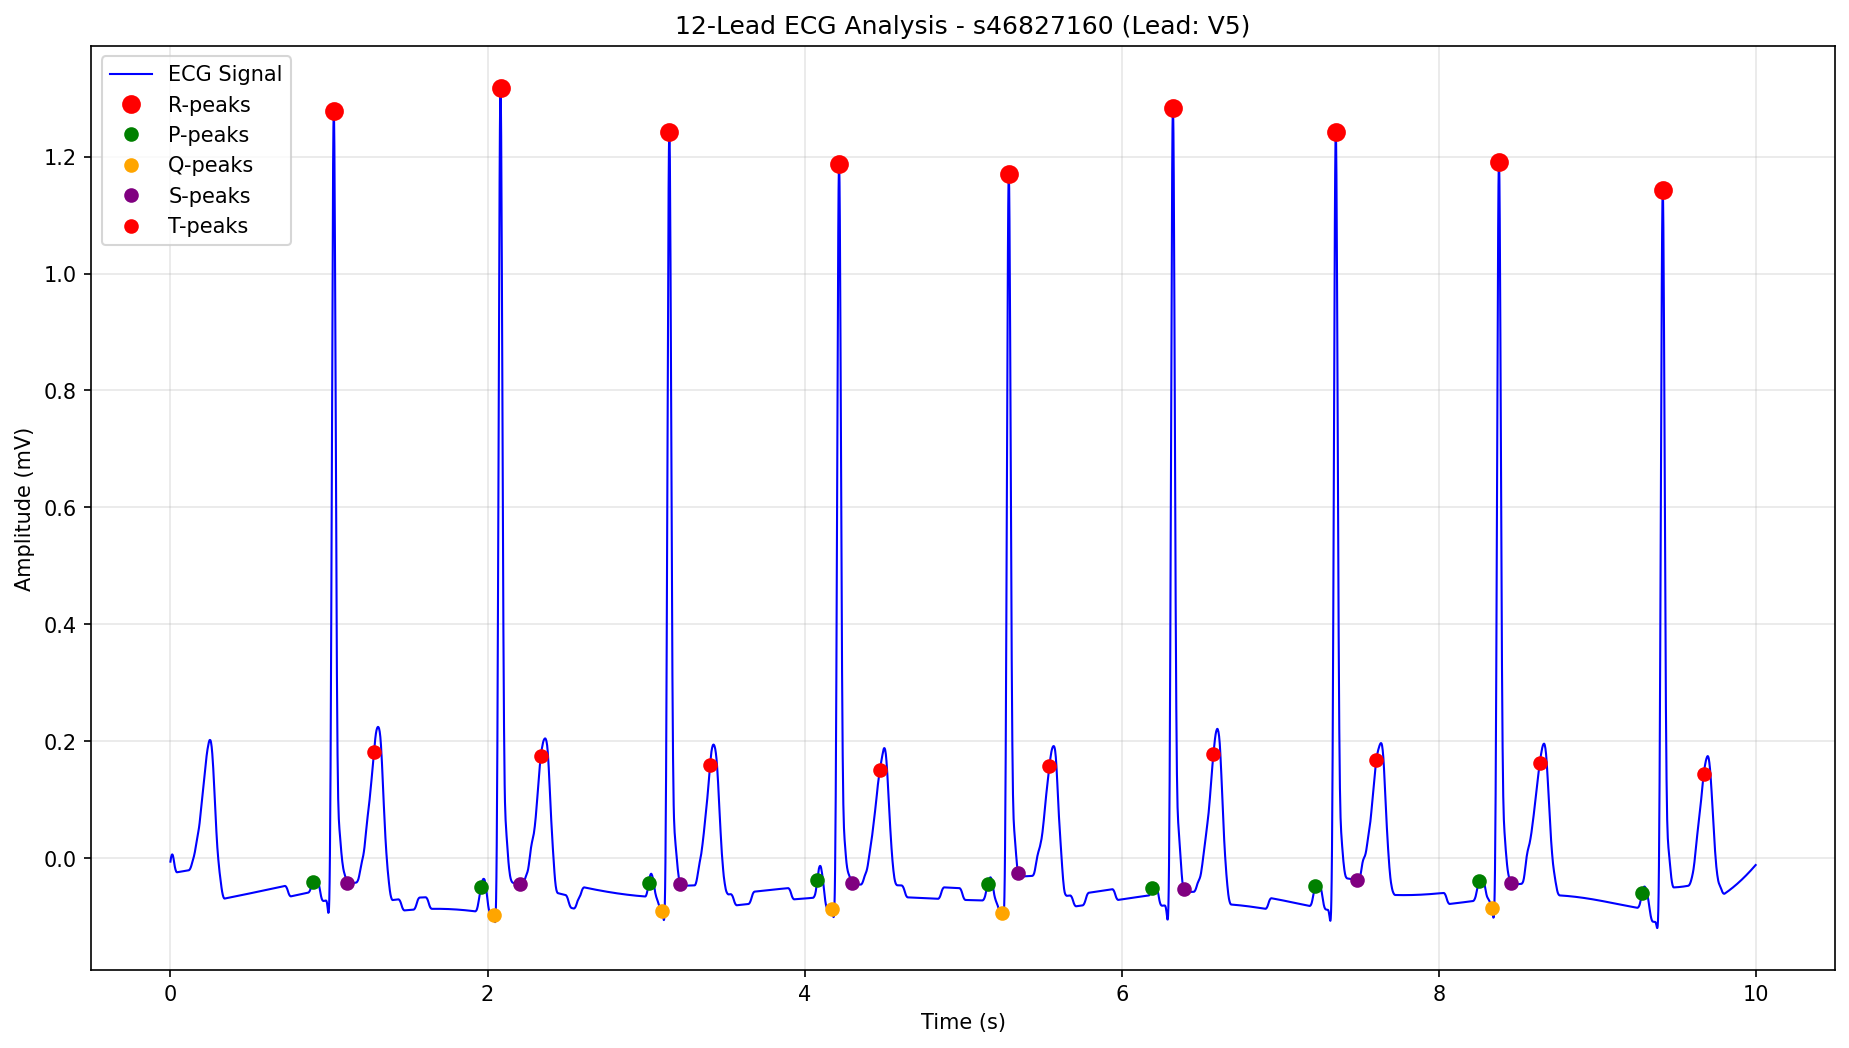 12-Lead ECG Analysis - s46827160 (Lead: V5)
ECG Signal
R-peaks
P-peaks
Q-peaks
S-peaks
T-peaks
Amplitude (mV)
1.2
1.0
0.8
0.6
0.4
0.2
0.0
0 2 4 6 8 10
Time (s)